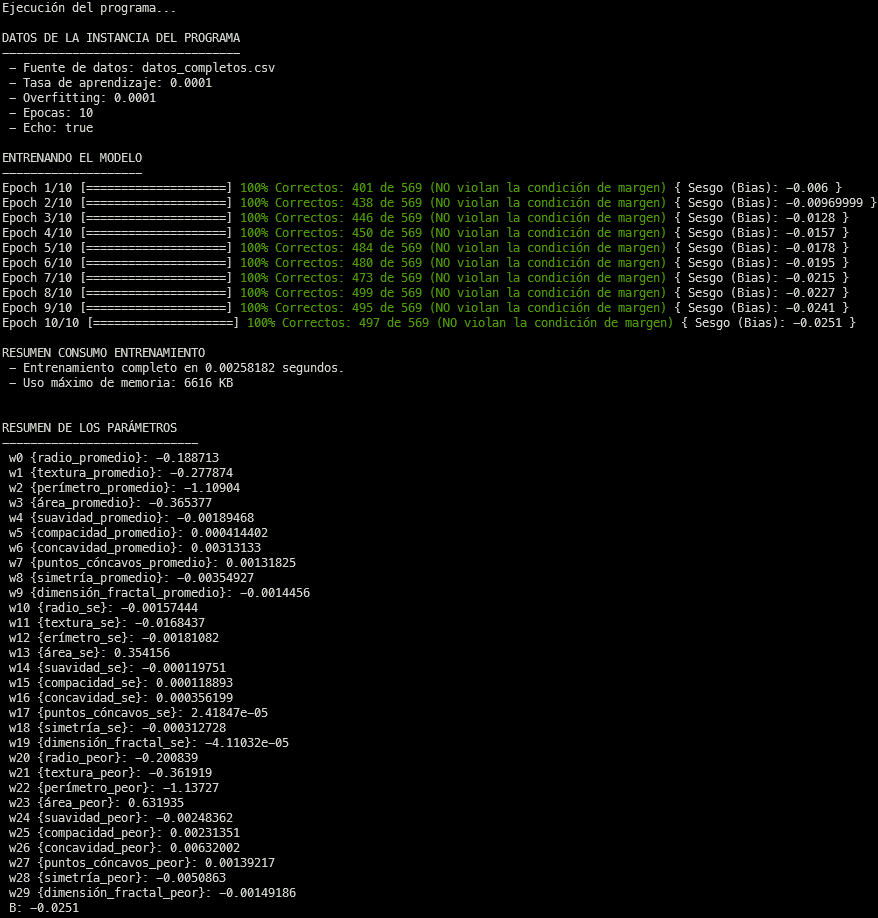 Ejecución del programa...
DATOS DE LA INSTANCIA DEL PROGRAMA
----------------------------------
- Fuente de datos: datos_completos.csv
- Tasa de aprendizaje: 0.0001
- Overfitting: 0.0001
- Epocas: 10
- Echo: true
ENTRENANDO EL MODELO
--------------------
Epoch 1/10 [====================] 100% Correctos: 401 de 569 (NO violan la condición de margen) { Sesgo (Bias): -0.006 }
Epoch 2/10 [====================] 100% Correctos: 438 de 569 (NO violan la condición de margen) { Sesgo (Bias): -0.00969999 }
Epoch 3/10 [====================] 100% Correctos: 446 de 569 (NO violan la condición de margen) { Sesgo (Bias): -0.0128 }
Epoch 4/10 [====================] 100% Correctos: 450 de 569 (NO violan la condición de margen) { Sesgo (Bias): -0.0157 }
Epoch 5/10 [====================] 100% Correctos: 484 de 569 (NO violan la condición de margen) { Sesgo (Bias): -0.0178 }
Epoch 6/10 [====================] 100% Correctos: 480 de 569 (NO violan la condición de margen) { Sesgo (Bias): -0.0195 }
Epoch 7/10 [====================] 100% Correctos: 473 de 569 (NO violan la condición de margen) { Sesgo (Bias): -0.0215 }
Epoch 8/10 [====================] 100% Correctos: 499 de 569 (NO violan la condición de margen) { Sesgo (Bias): -0.0227 }
Epoch 9/10 [====================] 100% Correctos: 495 de 569 (NO violan la condición de margen) { Sesgo (Bias): -0.0241 }
Epoch 10/10 [====================] 100% Correctos: 497 de 569 (NO violan la condición de margen) { Sesgo (Bias): -0.0251 }
RESUMEN CONSUMO ENTRENAMIENTO
- Entrenamiento completo en 0.00258182 segundos.
- Uso máximo de memoria: 6616 KB
RESUMEN DE LOS PARÁMETROS
----------------------------
w0 {radio_promedio}: -0.188713
w1 {textura_promedio}: -0.277874
w2 {perímetro_promedio}: -1.10904
w3 {área_promedio}: -0.365377
w4 {suavidad_promedio}: -0.00189468
w5 {compacidad_promedio}: 0.000414402
w6 {concavidad_promedio}: 0.00313133
w7 {puntos_cóncavos_promedio}: 0.00131825
w8 {simetría_promedio}: -0.00354927
w9 {dimensión_fractal_promedio}: -0.0014456
w10 {radio_se}: -0.00157444
w11 {textura_se}: -0.0168437
w12 {erímetro_se}: -0.00181082
w13 {área_se}: 0.354156
w14 {suavidad_se}: -0.000119751
w15 {compacidad_se}: 0.000118893
w16 {concavidad_se}: 0.000356199
w17 {puntos_cóncavos_se}: 2.41847e-05
w18 {simetría_se}: -0.000312728
w19 {dimensión_fractal_se}: -4.11032e-05
w20 {radio_peor}: -0.200839
w21 {textura_peor}: -0.361919
w22 {perímetro_peor}: -1.13727
w23 {área_peor}: 0.631935
w24 {suavidad_peor}: -0.00248362
w25 {compacidad_peor}: 0.00231351
w26 {concavidad_peor}: 0.00632002
w27 {puntos_cóncavos_peor}: 0.00139217
w28 {simetría_peor}: -0.0050863
w29 {dimensión_fractal_peor}: -0.00149186
B: -0.0251